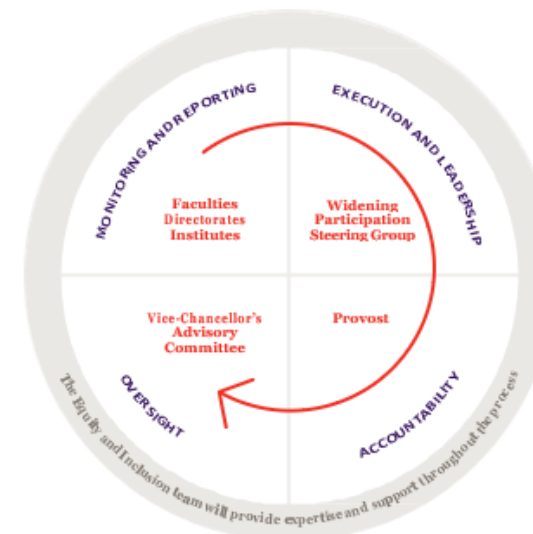 MONITORING AND REPORTING
EXECUTION AND LEADERSHIP
Faculties
Directorates
Institutes
Widening
Participation
Steering Group
Vice-Chancellor's
Advisory
Committee
Provost
OVERSIGHT
ACCOUNTABILITY
The Equity and Inclusion team will provide expertise and support throughout the process